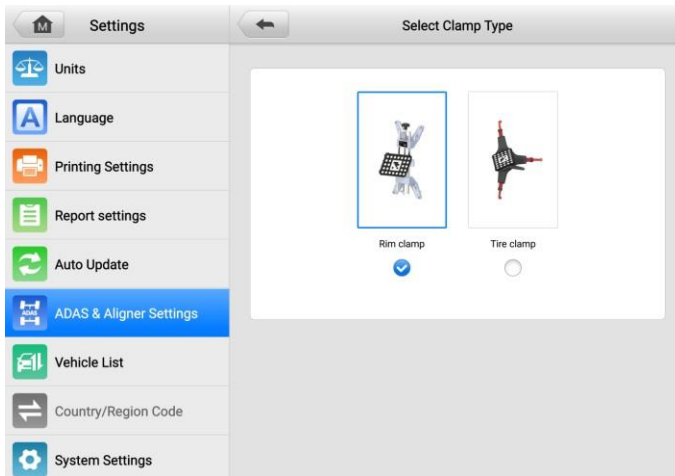 M
Settings
Select Clamp Type
Units
A
Language
Printing Settings
Report settings
Auto Update
ADAS
ADAS & Aligner Settings
Vehicle List
Country/Region Code
System Settings
Rim clamp
Tire clamp